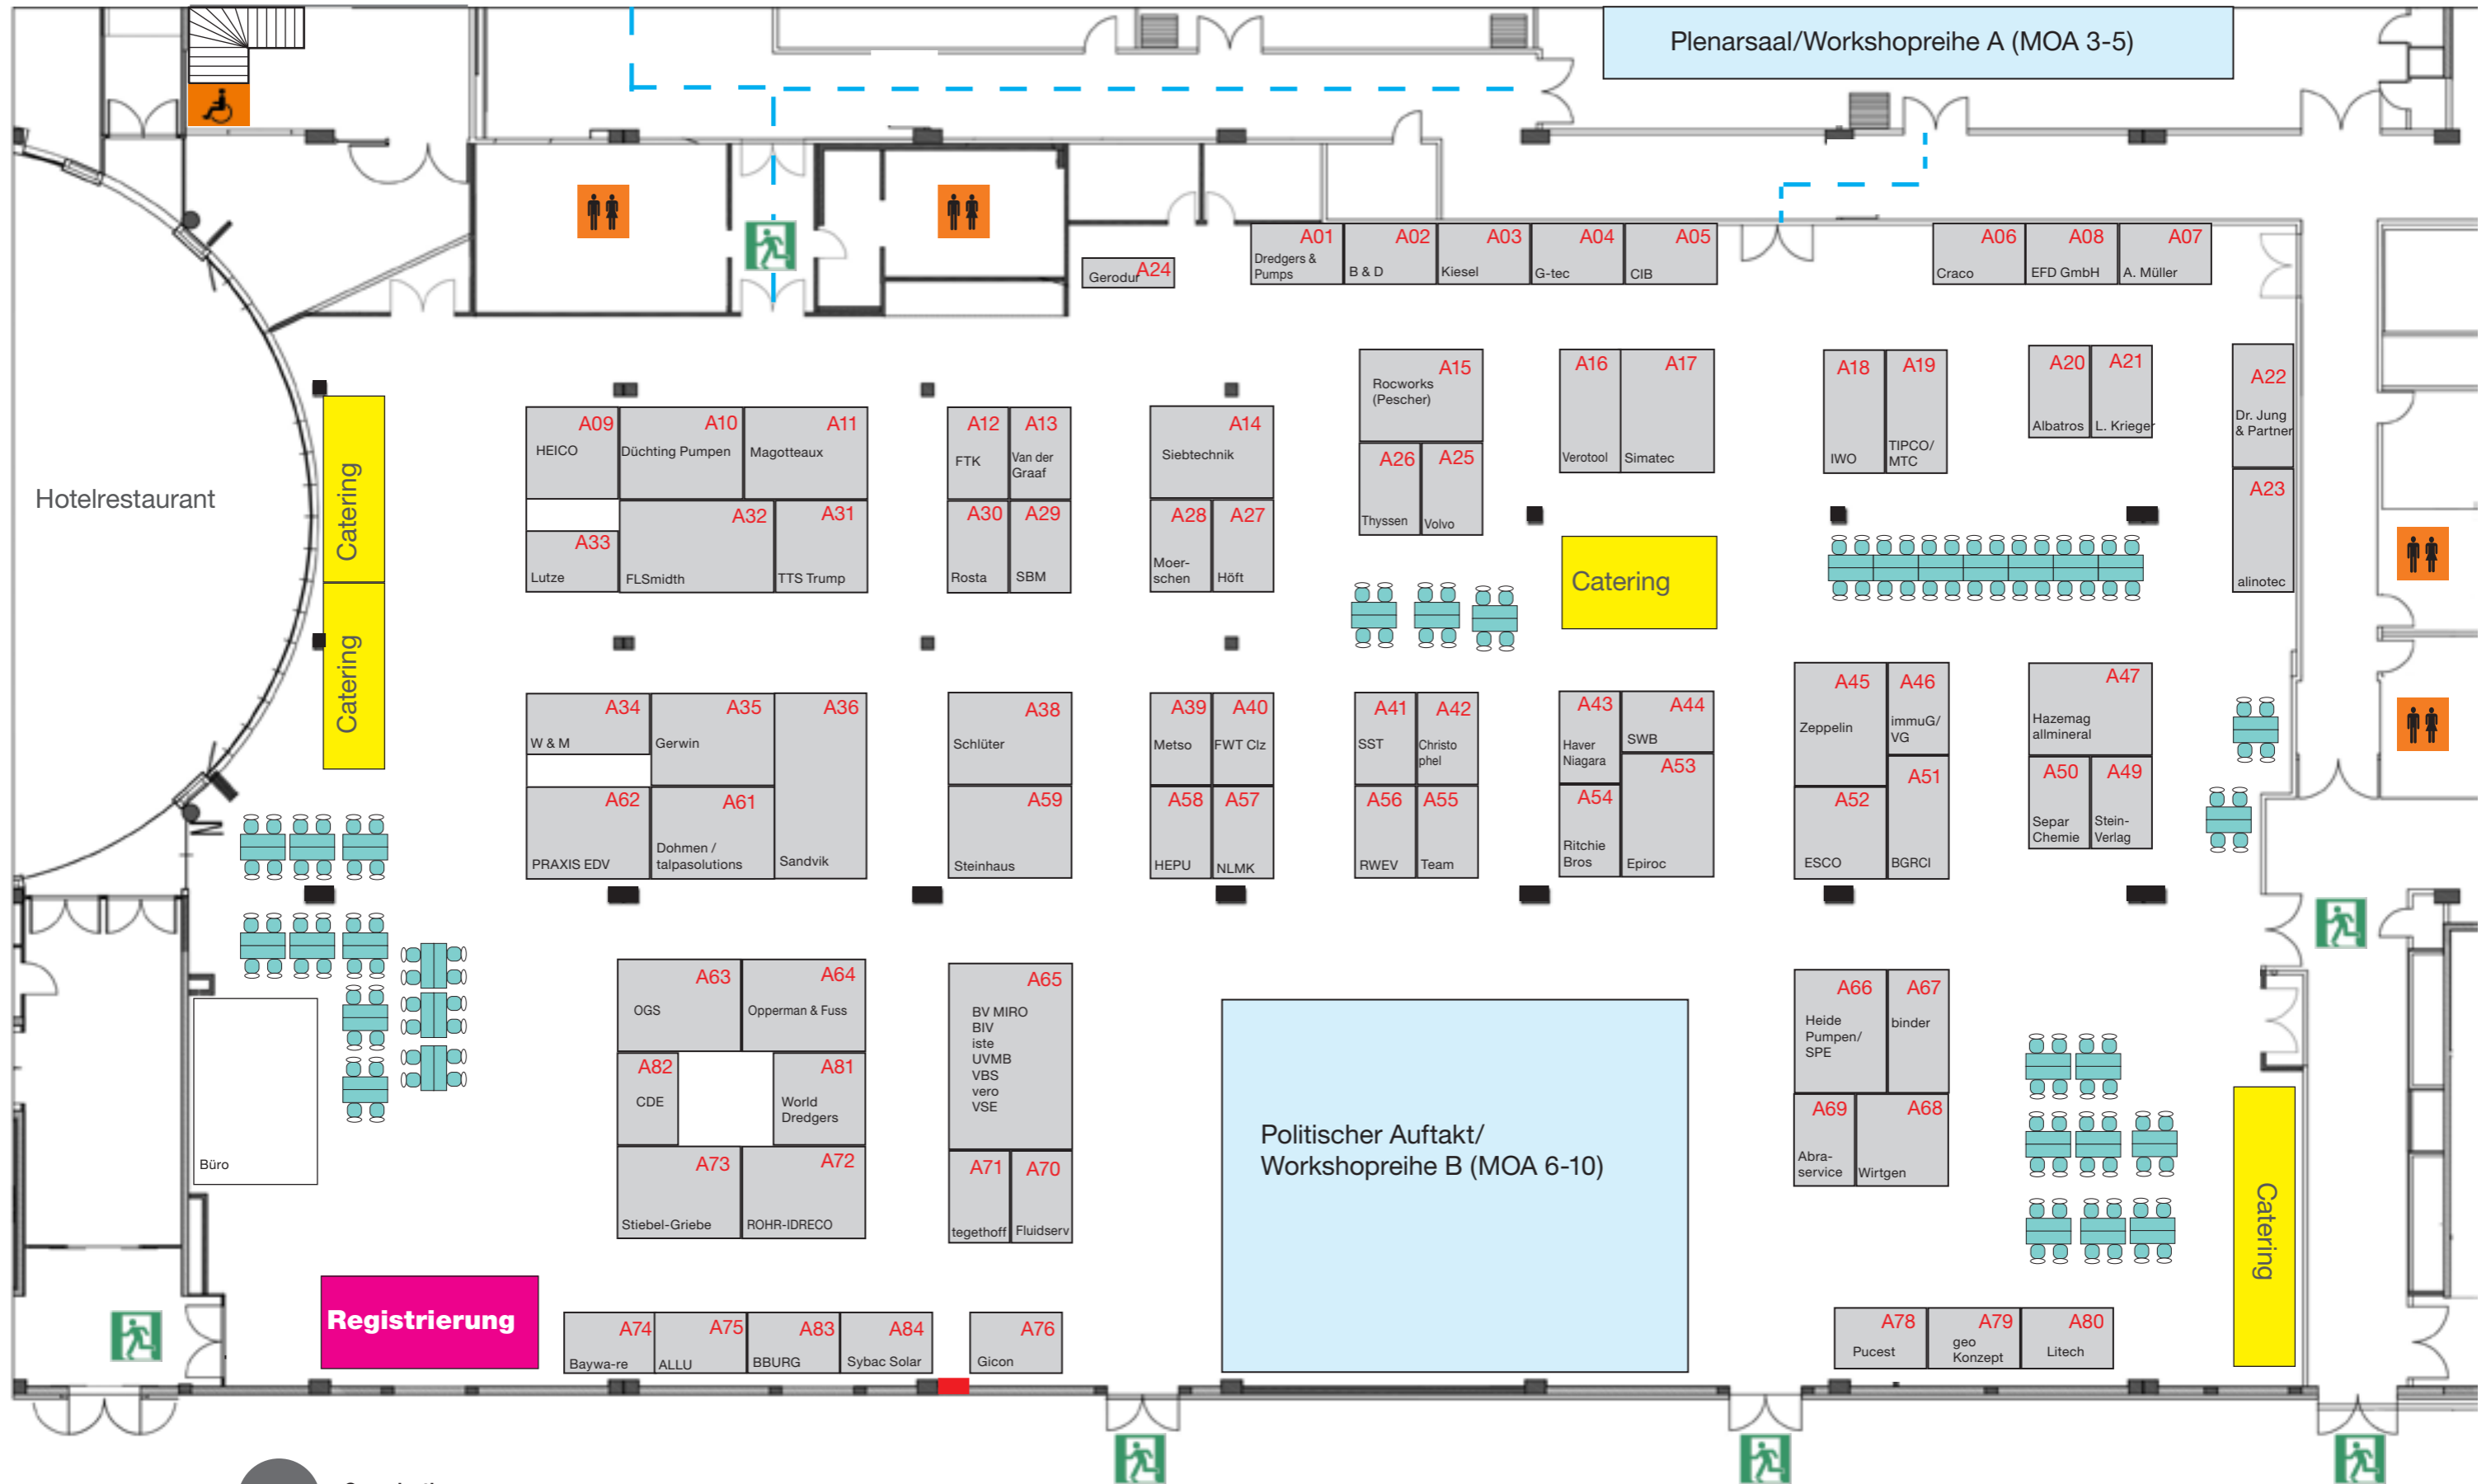 Plenarsaal/Workshopreihe A (MOA 3-5)
A01
Dredgers &
Pumps
A02
B & D
A03
Kiesel
A04
G-tec
A05
CIB
A06
Craco
A08
EFD GmbH
A07
A. Müller
Gerodur
A24
Hotelrestaurant
Catering
Catering
A09
HEICO
A10
Düchting Pumpen
A11
Magotteaux
A12
FTK
A13
Van der
Graaf
A14
Siebtechnik
A15
Rocworks
(Pescher)
A16
Verotool
A17
Simatec
A18
IWO
A19
TIPCO/
MTC
A20
Albatros
A21
L. Krieger
A22
Dr. Jung
& Partner
A23
alinotec
A33
Lutze
A32
FLSmidth
A31
TTS Trump
A30
Rosta
A29
SBM
A28
Moer-
schen
A27
Höft
A26
Thyssen
A25
Volvo
Catering
A34
W & M
A35
Gerwin
A36
Sandvik
A38
Schlüter
A39
Metso
A40
FWT Clz
A41
SST
A42
Christo
phel
A43
Haver
Niagara
A44
SWB
A45
Zeppelin
A46
immuG/
VG
A47
Hazemag
allmineral
A62
PRAXIS EDV
A61
Dohmen /
talpasolutions
A59
Steinhaus
A58
HEPU
A57
NLMK
A56
RWEV
A55
Team
A54
Ritchie
Bros
A53
Epiroc
A52
ESCO
A51
BGRCI
A50
Separ
Chemie
A49
Stein-
Verlag
A63
OGS
A64
Opperman & Fuss
A65
BV MIRO
BIV
iste
UVMB
VBS
vero
VSE
A66
Heide
Pumpen/
SPE
A67
binder
A82
CDE
A81
World
Dredgers
Büro
Politischer Auftakt/
Workshopreihe B (MOA 6-10)
A69
Abra-
service
A68
Wirtgen
A73
Stiebel-Griebe
A72
ROHR-IDRECO
A71
tegethoff
A70
Fluidserv
Catering
Registrierung
A74
Baywa-re
A75
ALLU
A83
BBURG
A84
Sybac Solar
A76
Gicon
A78
Pucest
A79
geo
Konzept
A80
Litech